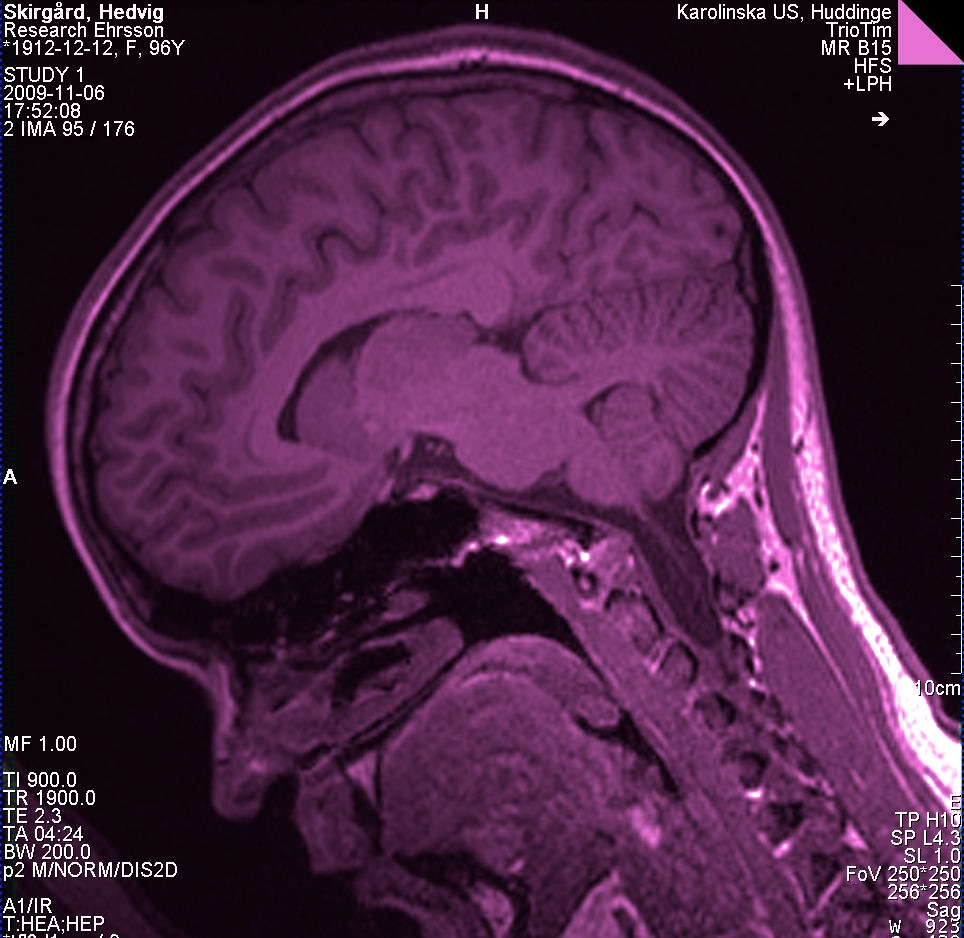 Skirgård, Hedvig
Research Ehrsson
*1912-12-12, F, 96Y
STUDY 1
2009-11-06
17:52:08
2 IMA 95 / 176
H
Karolinska US, Huddinge
TrioTim
MR B15
HFS
+LPH
A
10cm
MF 1.00
TI 900.0
TR 1900.0
TE 2.3
TA 04:24
BW 200.0
p2 M/NORM/DIS2D
A1/IR
T:HEA;HEP
E
TP H10
SP L4.3
SL 1.0
FoV 250*250
256*256
Sag
W 923